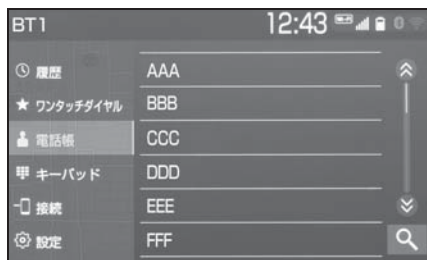 BT1 12:43
履歴
ワンタッチダイヤル
電話帳
キーパッド
接続
設定
AAA
BBB
CCC
DDD
EEE
FFF